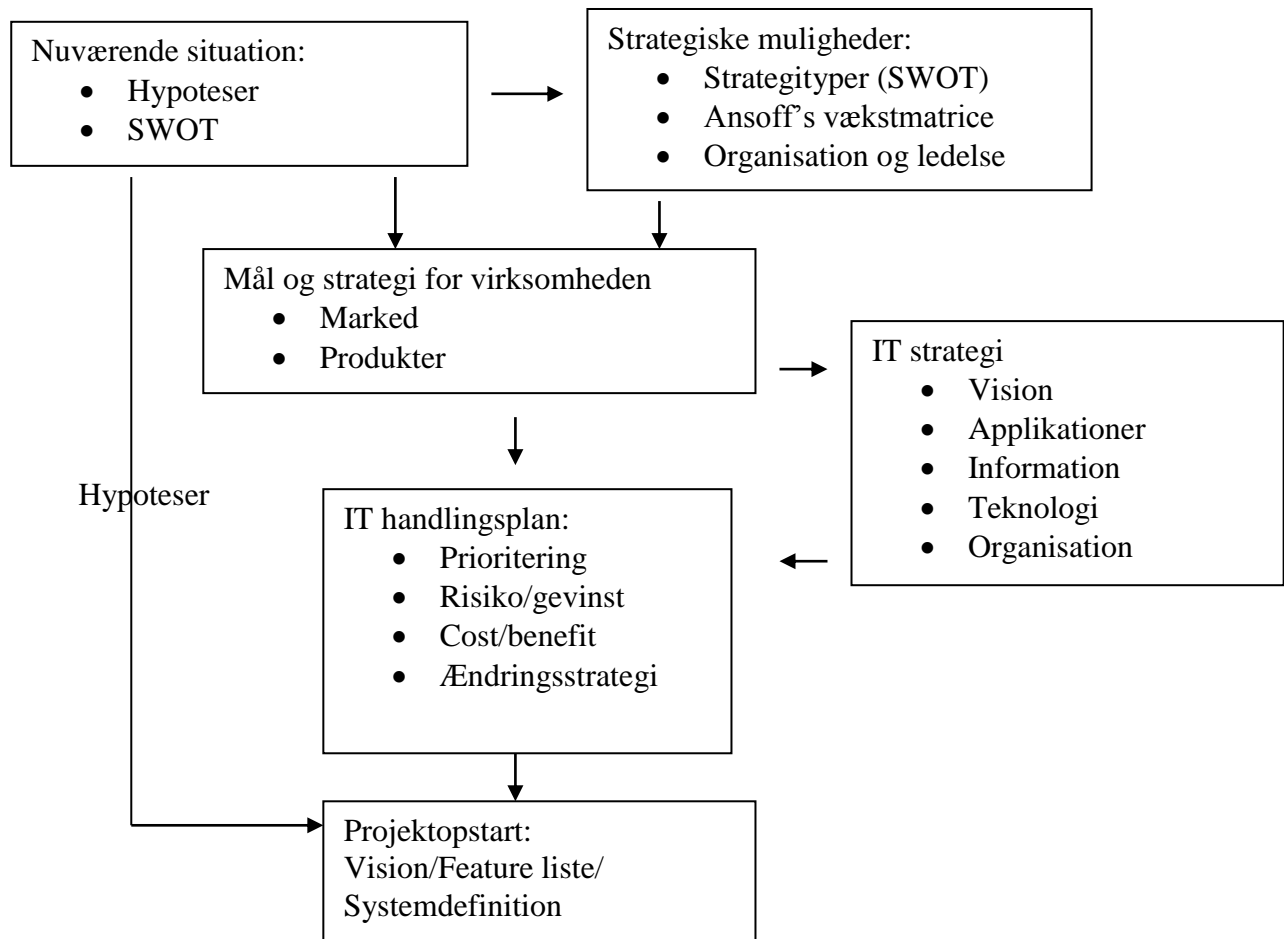 Nuværende situation:
• Hypoteser
• SWOT
Strategiske muligheder:
• Strategityper (SWOT)
• Ansoff’s vækstmatrice
• Organisation og ledelse
Mål og strategi for virksomheden
• Marked
• Produkter
IT strategi
• Vision
• Applikationer
• Information
• Teknologi
• Organisation
Hypoteser
IT handlingsplan:
• Prioritering
• Risiko/gevinst
• Cost/benefit
• Ændringsstrategi
Projektopstart:
Vision/Feature liste/
Systemdefinition